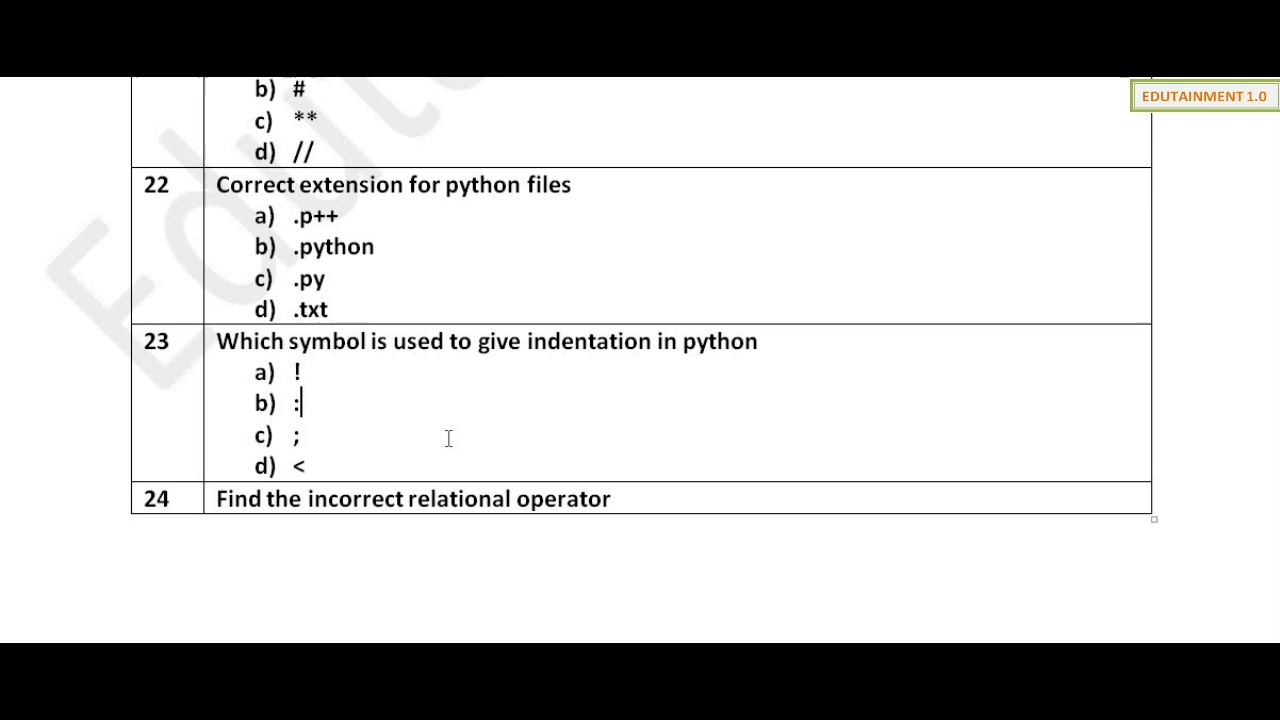 b) #
EDUTAINMENT 1.0
c) **
d) //
22 Correct extension for python files
a) .p++
b) .python
c) .py
d) .txt
23 Which symbol is used to give indentation in python
a) !
b) :
c) ;
d) <
24 Find the incorrect relational operator